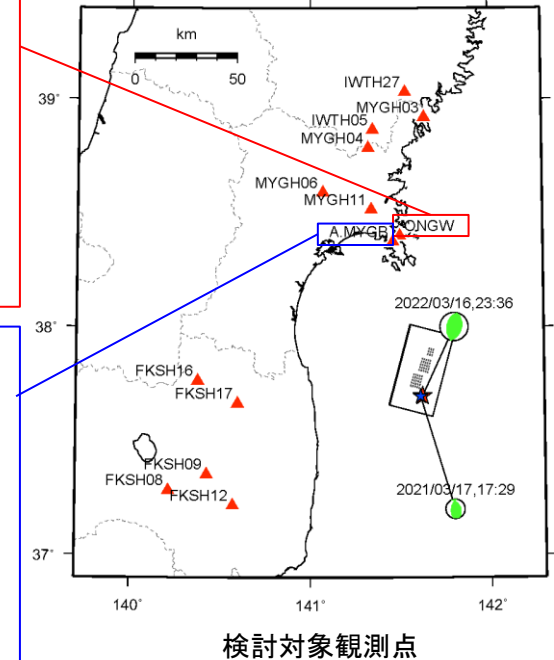 km
0 50
IWTH27
39°
MYGH03
IWTH05
MYGH04
MYGH06
MYGH11
ONGW
A.MYGB
2022/03/16,23:36
38°
FKSH16
FKSH17
2021/03/17,17:29
FKSH09
FKSH08
FKSH12
37°
140° 141° 142°
検討対象観測点